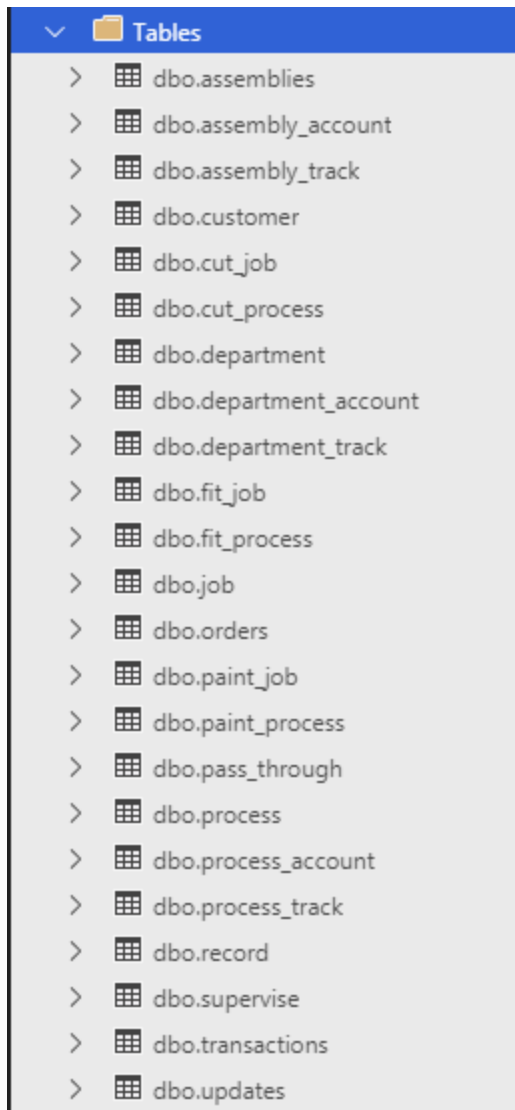 Tables
dbo.assemblies
dbo.assembly_account
dbo.assembly_track
dbo.customer
dbo.cut_job
dbo.cut_process
dbo.department
dbo.department_account
dbo.department_track
dbo.fit_job
dbo.fit_process
dbo.job
dbo.orders
dbo.paint_job
dbo.paint_process
dbo.pass_through
dbo.process
dbo.process_account
dbo.process_track
dbo.record
dbo.supervise
dbo.transactions
dbo.updates